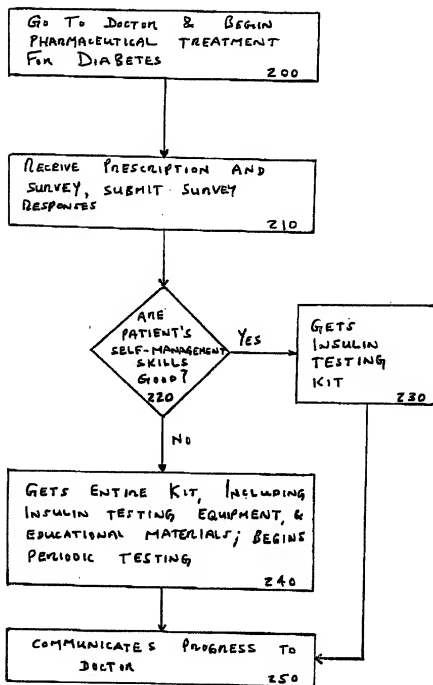 GO TO DOCTOR & BEGIN
PHARMACEUTICAL TREATMENT
FOR DIABETES
200
RECEIVE PRESCRIPTION AND
SURVEY, SUBMIT SURVEY
RESPONSES
210
ARE
PATIENT'S
SELF-MANAGEMENT
SKILLS
GOOD?
220
YES
GETS
INSULIN
TESTING
KIT
230
NO
GETS ENTIRE KIT, INCLUDING
INSULIN TESTING EQUIPMENT, &
EDUCATIONAL MATERIALS; BEGINS
PERIODIC TESTING
240
COMMUNICATES PROGRESS TO
DOCTOR
250